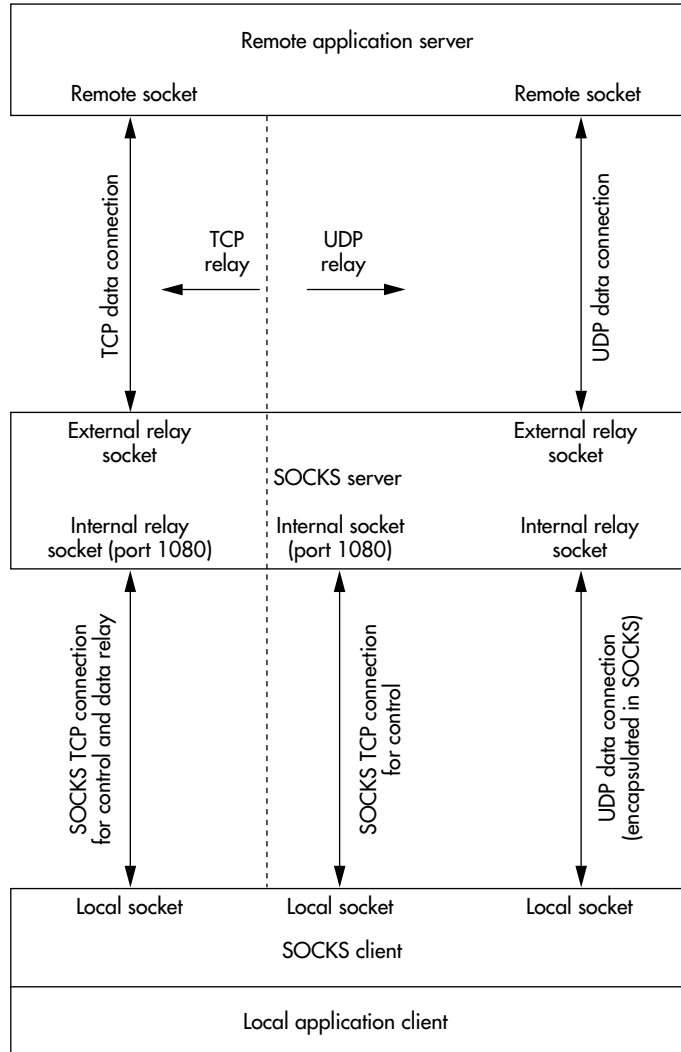 Remote application server
Remote socket
Remote socket
TCP data connection
TCP
relay
UDP
relay
UDP data connection
External relay
socket
External relay
socket
SOCKS server
Internal relay
socket (port 1080)
Internal socket
(port 1080)
Internal relay
socket
SOCKS TCP connection
for control and data relay
SOCKS TCP connection
for control
UDP data connection
(encapsulated in SOCKS)
Local socket
Local socket
Local socket
SOCKS client
Local application client